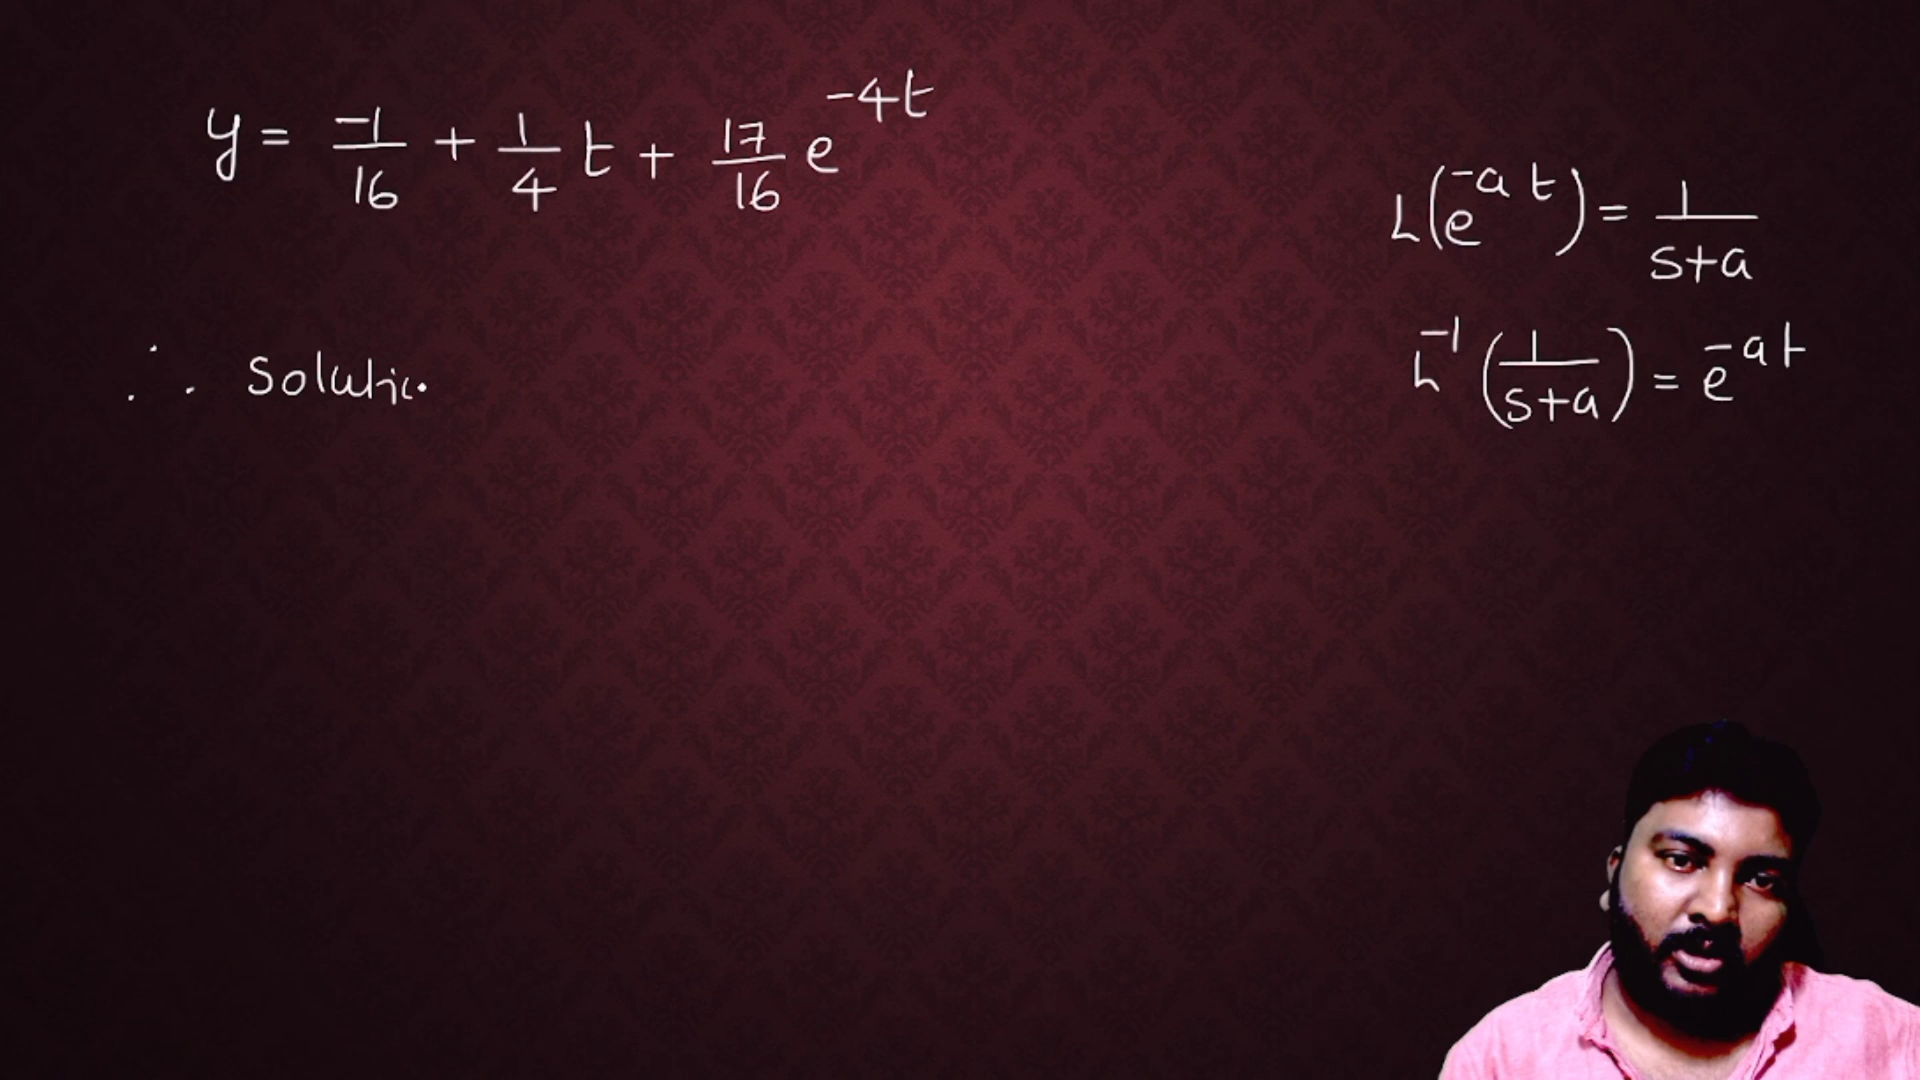 y = -1/16 + 1/4 t + 17/16 e^-4t
L(e^-at) = 1/s+a
∴ Solutio
L^-1(1/s+a) = e^-at